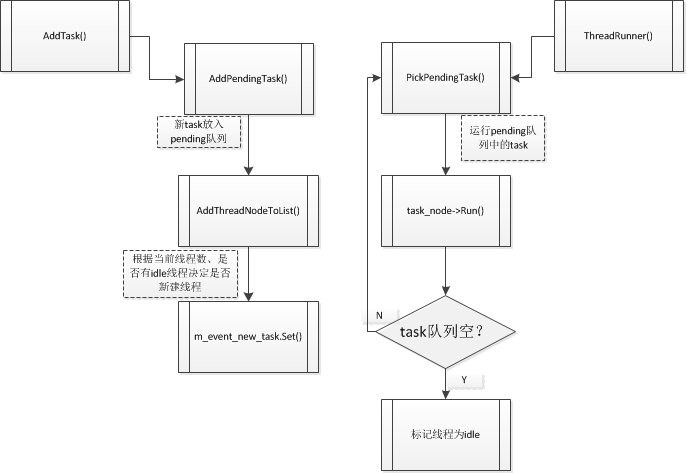 AddTask()
AddPendingTask()
新task放入
pending队列
AddThreadNodeToList()
根据当前线程数、是
否有idle线程决定是否
新建线程
m_event_new_task.Set()
ThreadRunner()
PickPendingTask()
运行pending队
列中的task
task_node->Run()
task队列空？
N
Y
标记线程为idle